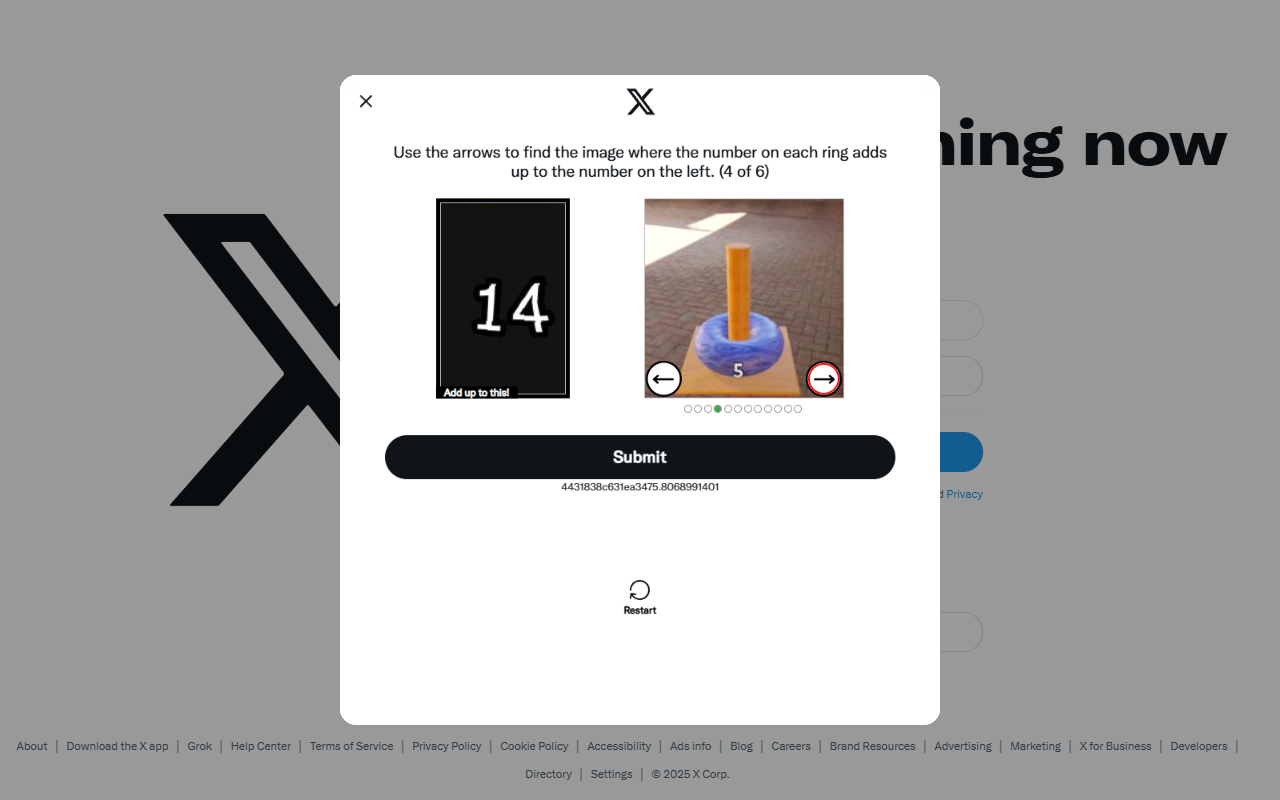 ning now
Use the arrows to find the image where the number on each ring adds
up to the number on the left. (4 of 6)
14
Add up to this!
5
Submit
4431838c631ea3475.8068991401
Privacy
Restart
About | Download the X app | Grok | Help Center | Terms of Service | Privacy Policy | Cookie Policy | Accessibility | Ads info | Blog | Careers | Brand Resources | Advertising | Marketing | X for Business | Developers |
Directory | Settings | © 2025 X Corp.